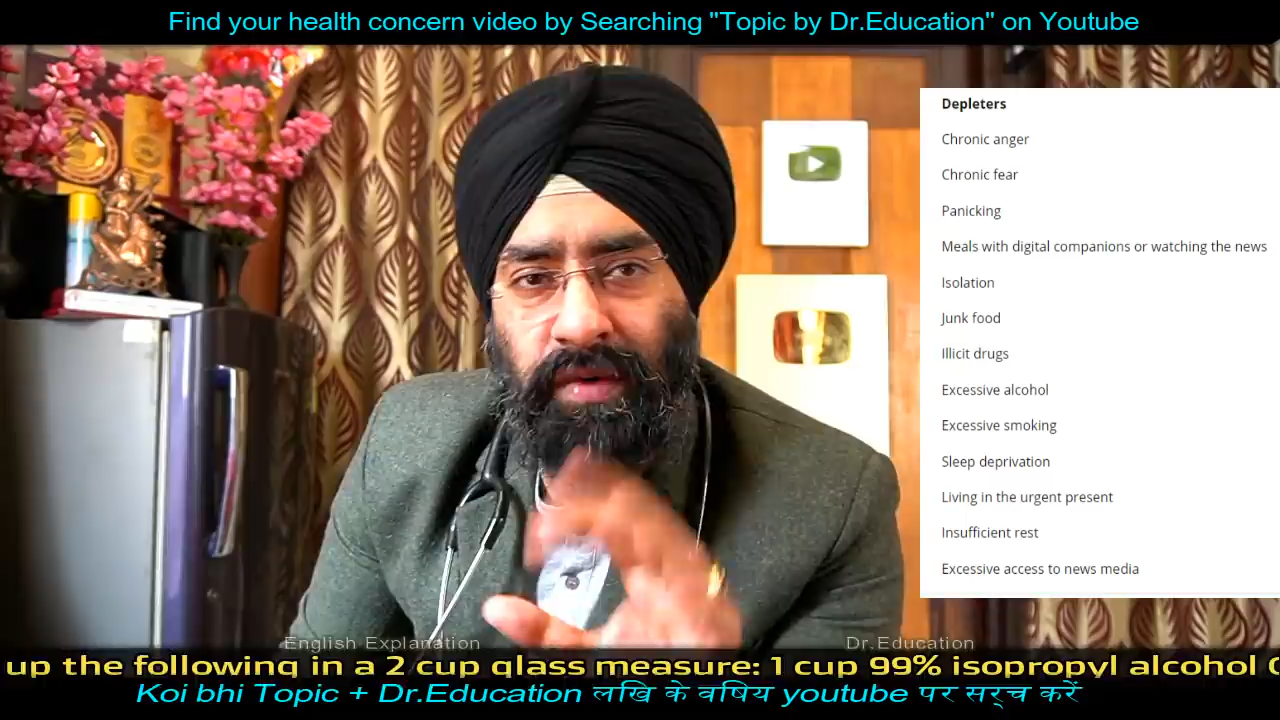 Find your health concern video by Searching "Topic by Dr.Education" on Youtube
Depleters
Chronic anger
Chronic fear
Panicking
Meals with digital companions or watching the news
Isolation
Junk food
Illicit drugs
Excessive alcohol
Excessive smoking
Sleep deprivation
Living in the urgent present
Insufficient rest
Excessive access to news media
English Explanation
Dr.Education
up the following in a 2 cup glass measure: 1 cup 99% isopropyl alcohol
Koi bhi Topic + Dr.Education लिख के विषय youtube पर सर्च करें